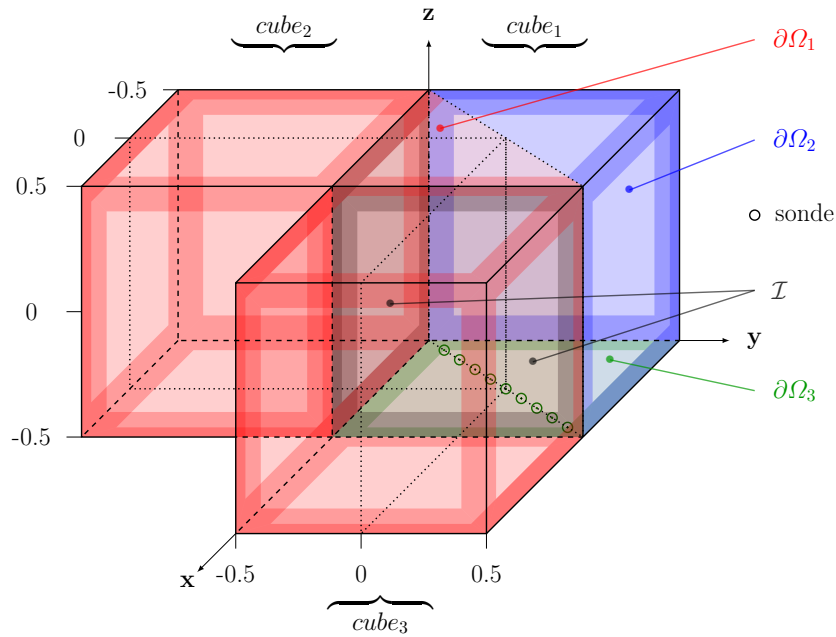 cube₂
z
cube₁
∂Ω₁
-0.5
0
∂Ω₂
0.5
sonde
0
ℐ
y
∂Ω₃
-0.5
x
-0.5
0
0.5
cube₃